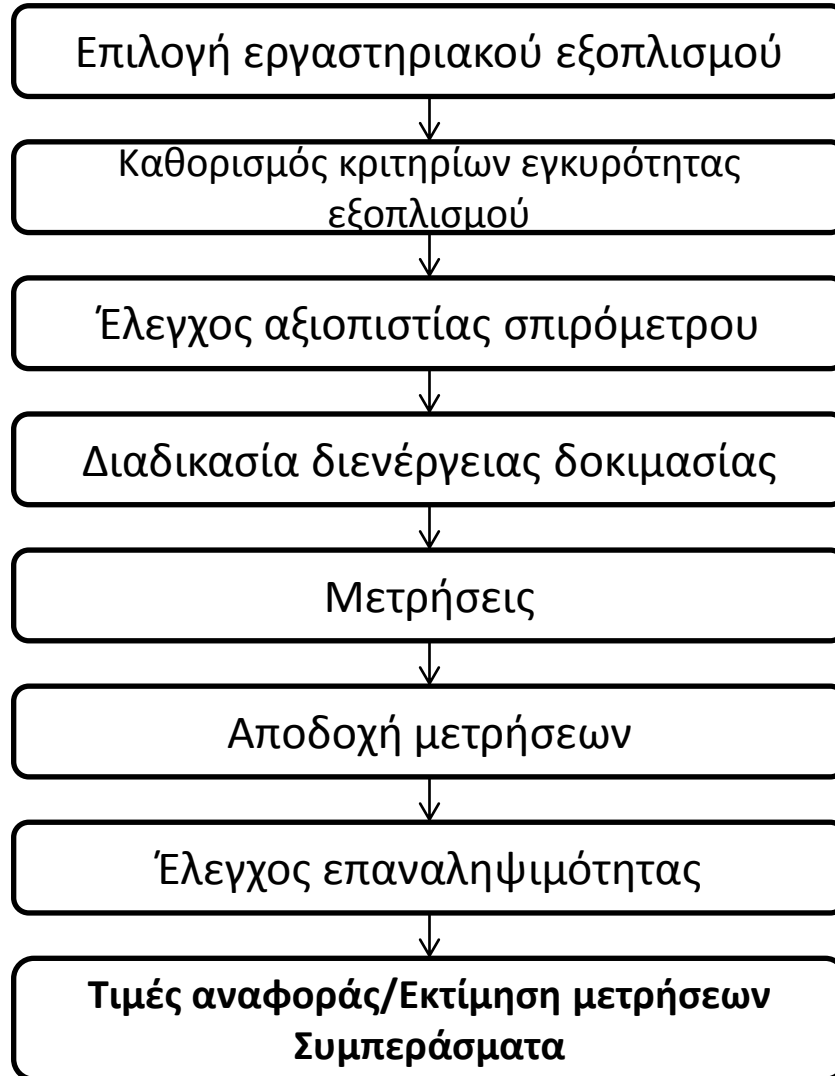 Επιλογή εργαστηριακού εξοπλισμού
Καθορισμός κριτηρίων εγκυρότητας
εξοπλισμού
Έλεγχος αξιοπιστίας σπιρόμετρου
Διαδικασία διενέργειας δοκιμασίας
Μετρήσεις
Αποδοχή μετρήσεων
Έλεγχος επαναληψιμότητας
Τιμές αναφοράς/Εκτίμηση μετρήσεων
Συμπεράσματα